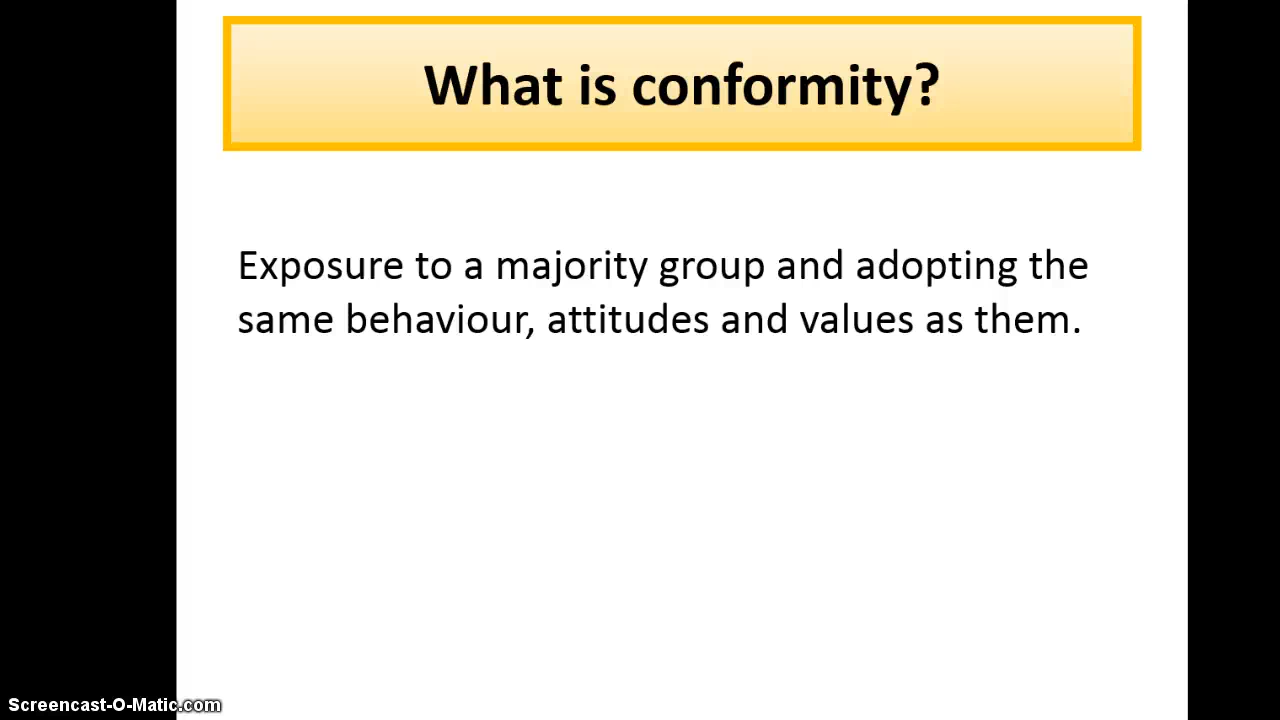 What is conformity?
Exposure to a majority group and adopting the
same behaviour, attitudes and values as them.
Screencast-O-Matic.com